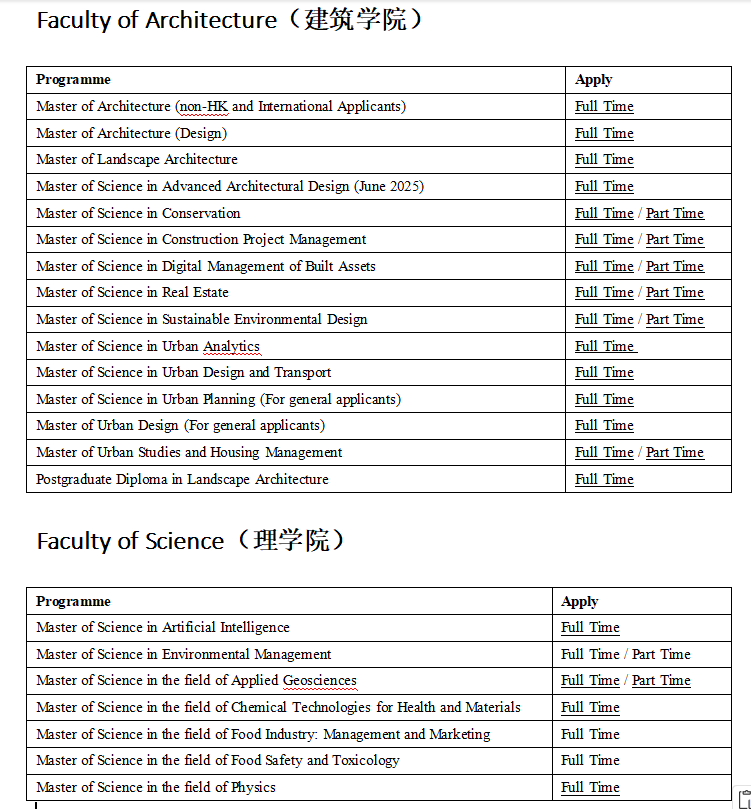 Faculty of Architecture（建筑学院）
Programme Apply
Master of Architecture (non-HK and International Applicants) Full Time
Master of Architecture (Design) Full Time
Master of Landscape Architecture Full Time
Master of Science in Advanced Architectural Design (June 2025) Full Time
Master of Science in Conservation Full Time / Part Time
Master of Science in Construction Project Management Full Time / Part Time
Master of Science in Digital Management of Built Assets Full Time / Part Time
Master of Science in Real Estate Full Time / Part Time
Master of Science in Sustainable Environmental Design Full Time / Part Time
Master of Science in Urban Analytics Full Time
Master of Science in Urban Design and Transport Full Time
Master of Science in Urban Planning (For general applicants) Full Time
Master of Urban Design (For general applicants) Full Time
Master of Urban Studies and Housing Management Full Time / Part Time
Postgraduate Diploma in Landscape Architecture Full Time
Faculty of Science（理学院）
Programme Apply
Master of Science in Artificial Intelligence Full Time
Master of Science in Environmental Management Full Time / Part Time
Master of Science in the field of Applied Geosciences Full Time / Part Time
Master of Science in the field of Chemical Technologies for Health and Materials Full Time
Master of Science in the field of Food Industry: Management and Marketing Full Time
Master of Science in the field of Food Safety and Toxicology Full Time
Master of Science in the field of Physics Full Time